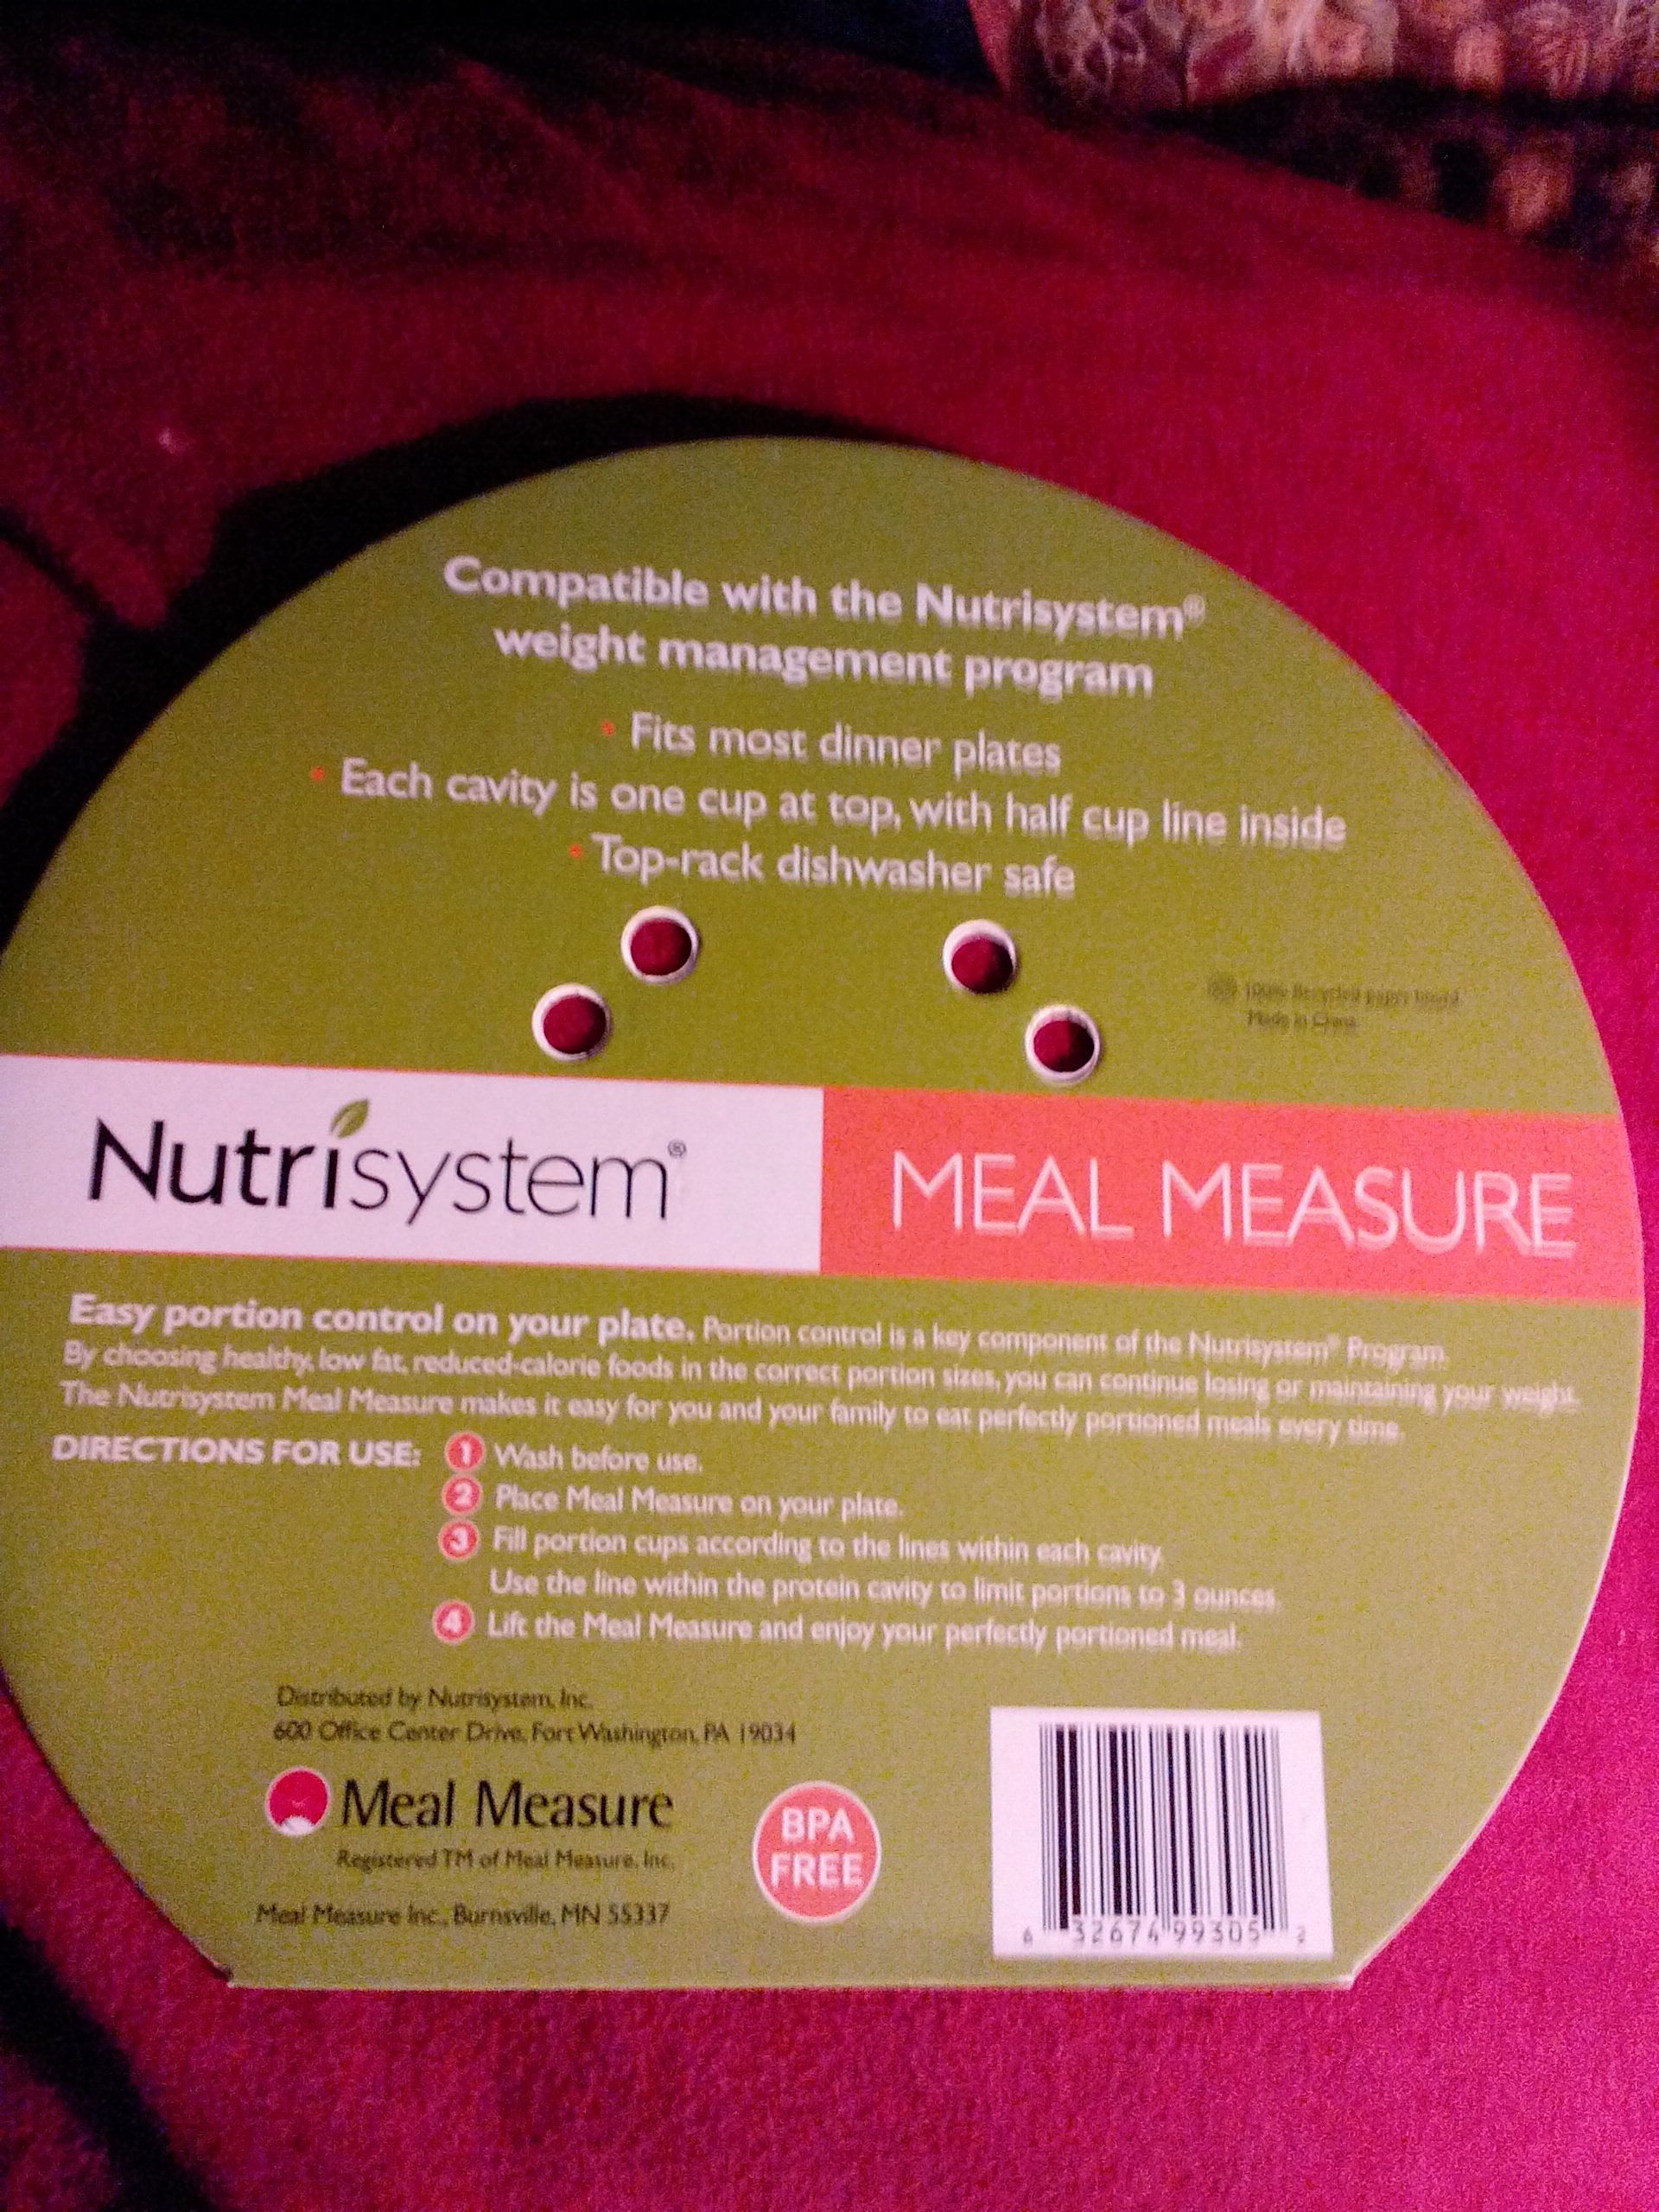 Compatible with the Nutrisystem®
weight management program
• Fits most dinner plates
• Each cavity is one cup at top, with half cup line inside
• Top-rack dishwasher safe
100% Recycled paper board
Made in China
Nutrisystem®
MEAL MEASURE
Easy portion control on your plate. Portion control is a key component of the Nutrisystem® Program.
By choosing healthy, low fat, reduced-calorie foods in the correct portion sizes, you can continue losing or maintaining your weight.
The Nutrisystem Meal Measure makes it easy for you and your family to eat perfectly portioned meals every time.
DIRECTIONS FOR USE: 1 Wash before use.
2 Place Meal Measure on your plate.
3 Fill portion cups according to the lines within each cavity.
Use the line within the protein cavity to limit portions to 3 ounces.
4 Lift the Meal Measure and enjoy your perfectly portioned meal.
Distributed by Nutrisystem, Inc.
600 Office Center Drive, Fort Washington, PA 19034
Meal Measure
Registered TM of Meal Measure, Inc.
Meal Measure Inc., Burnsville, MN 55337
BPA
FREE
6 32674 99305 2